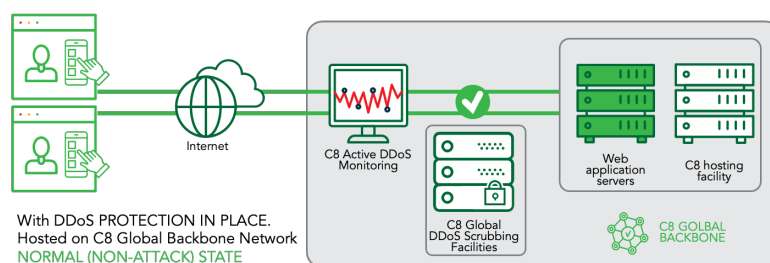 Internet
C8 Active DDoS
Monitoring
C8 Global
DDoS Scrubbing
Facilities
Web
application
servers
C8 hosting
facility
With DDoS PROTECTION IN PLACE.
Hosted on C8 Global Backbone Network
NORMAL (NON-ATTACK) STATE
C8 GOLBAL
BACKBONE